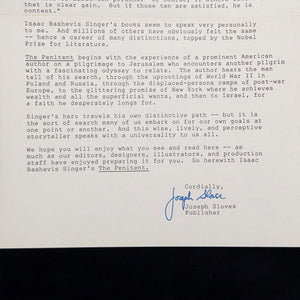 clear, is often to
out if those that are satisfied, he is
content."
Isaac Bashevis Singer's books seem to speak very personally
to me. And millions of others have obviously felt the same
-- hence a career of many distinctions, topped by the Nobel
Prize for Literature.
The Penitent begins with the experience of a prominent American
author on a pilgrimage to Jerusalem who encounters another pilgrim
with a fascinating odyssey to relate. The author hears the man
tell of his search, through the uprootings of World War II in
Poland and Russia, through the displaced-persons camps of post-war
Europe, to the glittering promise of New York where he achieves
wealth and all the superficial wants, and then to Israel, for
a faith he desperately longs for.
Singer's hero travels his own distinctive path -- but it is
the sort of search many of us embark on for our own goals at
one point or another. And this wise, lively, and perceptive
storyteller speaks with a universality to us all.
We hope you will enjoy what you see and read here -- as
much as our editors, designers, illustrators, and production
staff have enjoyed preparing it for you. So herewith Isaac
Bashevis Singer's The Penitent.
Cordially,
Joseph Sloves
Joseph Sloves
Publisher